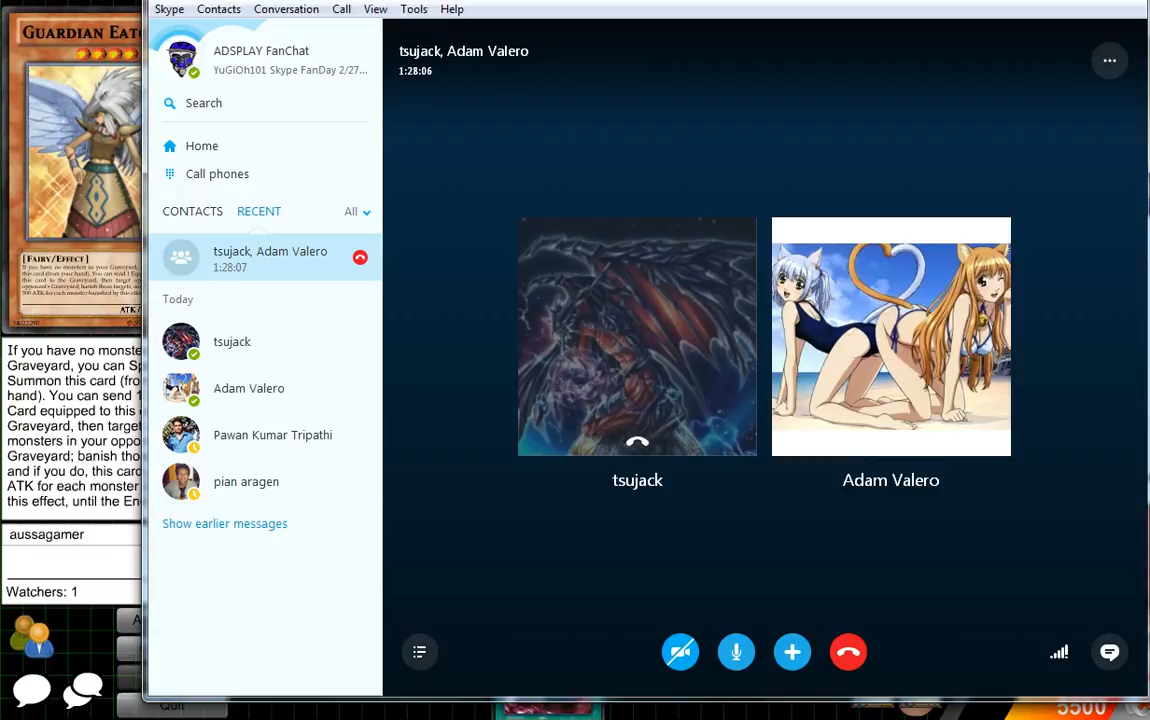 Skype Contacts Conversation Call View Tools Help
GUARDIAN EATO
[FAIRY/EFFECT]
ATK/
If you have no monste
Graveyard, you can Sp
Summon this card (fro
hand). You can send 1
Card equipped to this
Graveyard, then target
monsters in your oppo
Graveyard; banish tho
and if you do, this card
ATK for each monster
this effect, until the En
aussagamer
Watchers: 1
Quit
ADSPLAY FanChat
YuGiOh101 Skype FanDay 2/27...
Search
Home
Call phones
CONTACTS RECENT All
tsujack, Adam Valero
1:28:07
Today
tsujack
Adam Valero
Pawan Kumar Tripathi
pian aragen
Show earlier messages
tsujack, Adam Valero
1:28:06
tsujack
Adam Valero
5500